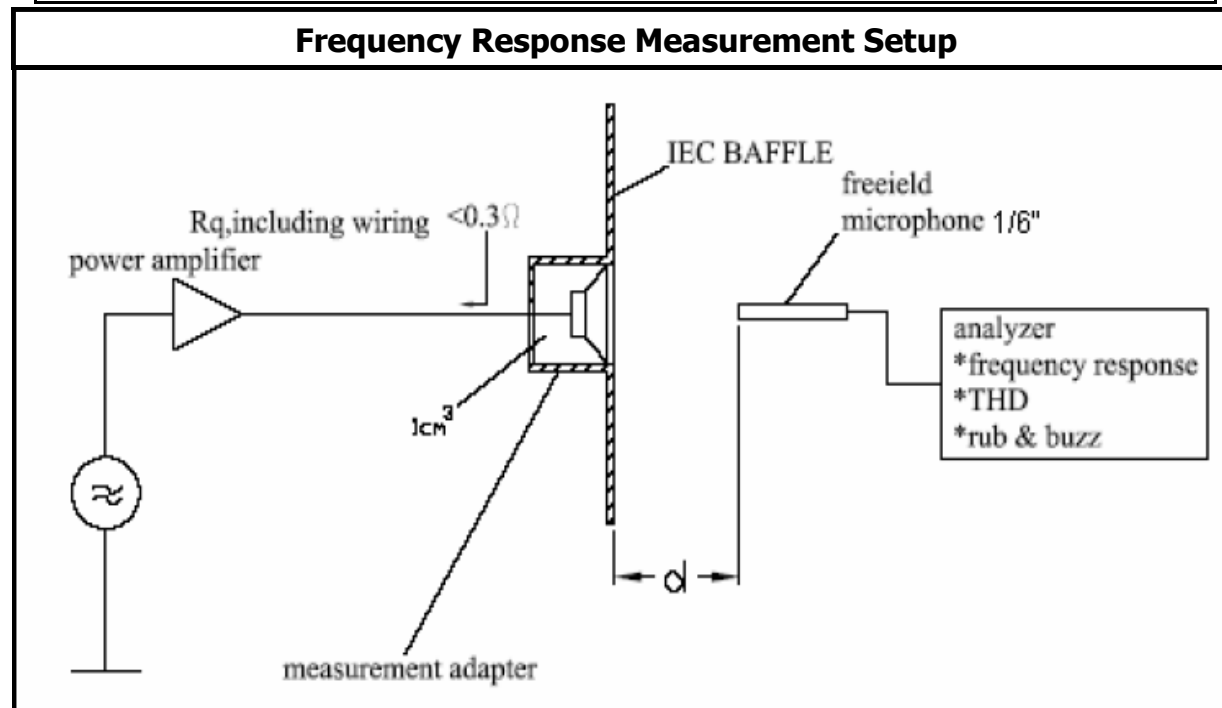 Frequency Response Measurement Setup
IEC BAFFLE
freeield
microphone 1/6"
Rq,including wiring <0.3Ω
power amplifier
analyzer
*frequency response
*THD
*rub & buzz
1cm³
≈
d
measurement adapter